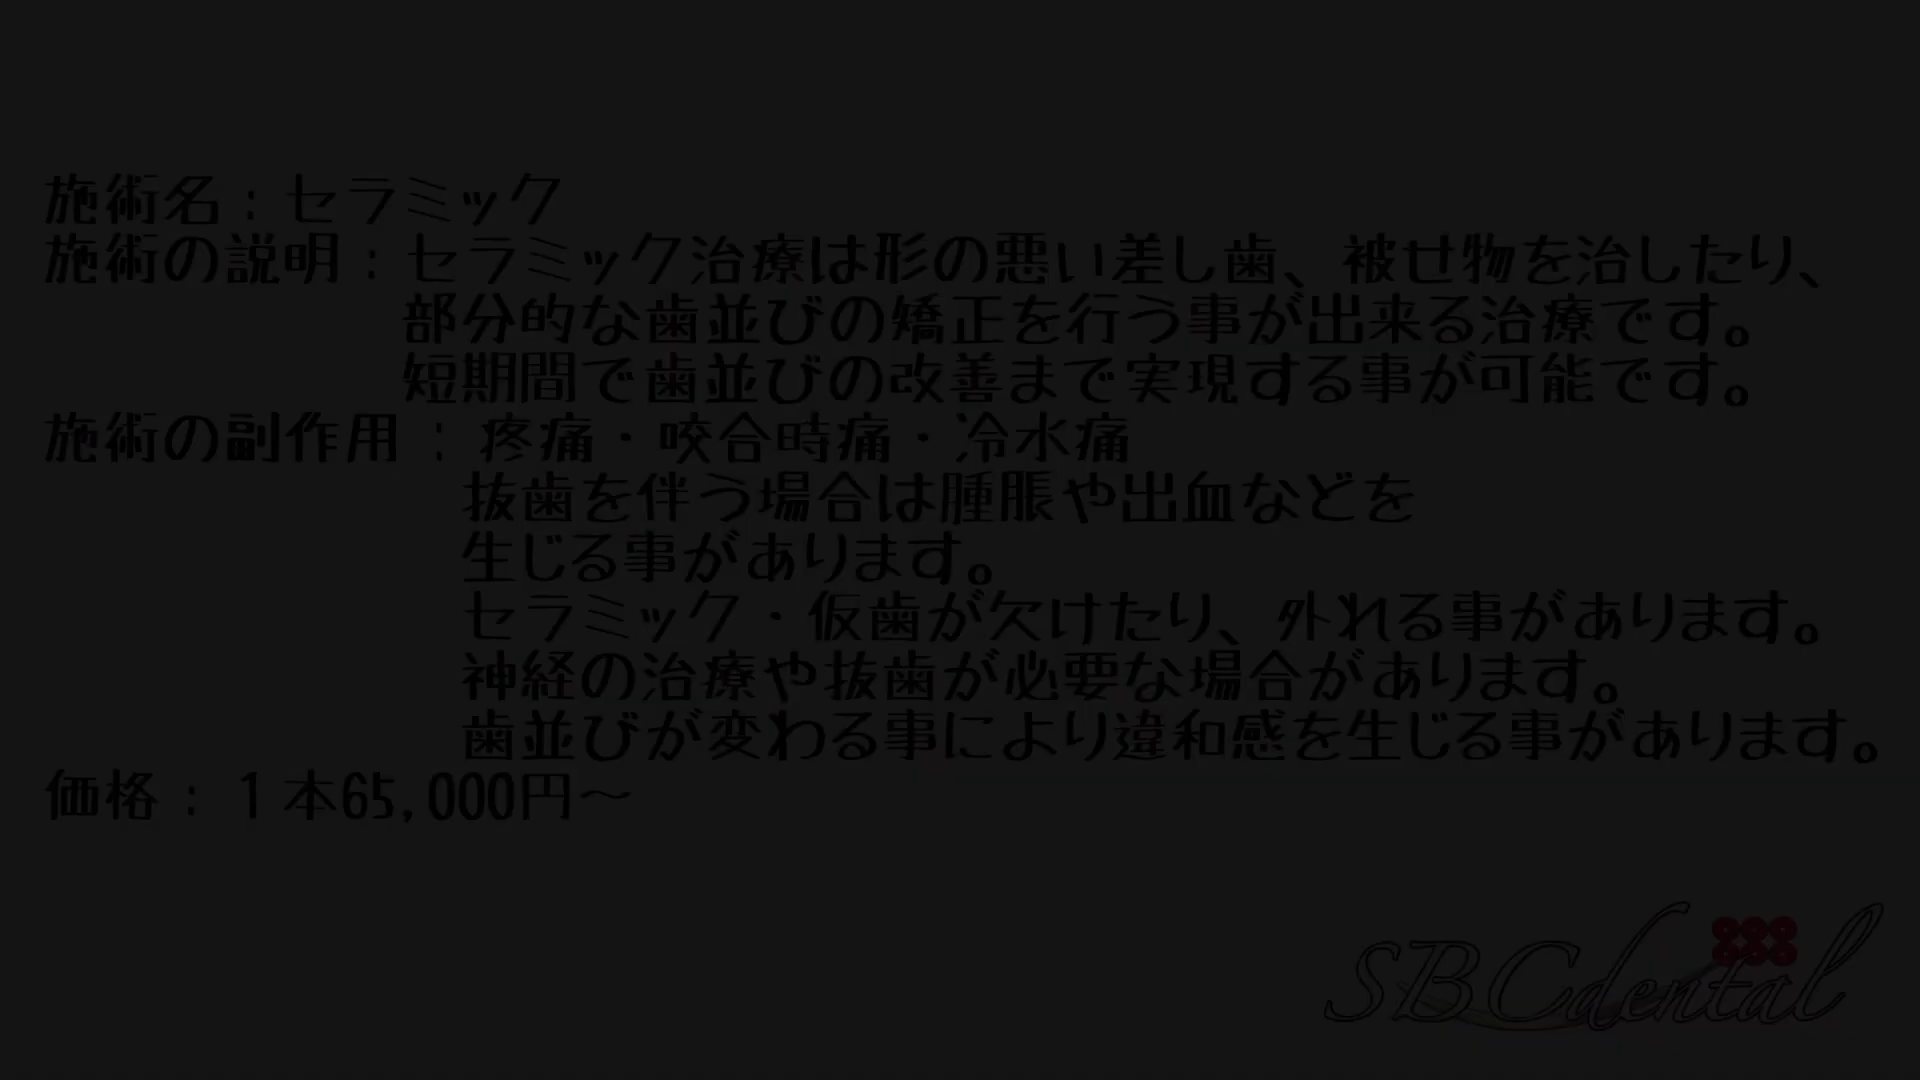 施術名：セラミック
施術の説明：セラミック治療は形の悪い差し歯、被せ物を治したり、
部分的な歯並びの矯正を行う事が出来る治療です。
短期間で歯並びの改善まで実現する事が可能です。
施術の副作用：疼痛・咬合時痛・冷水痛
抜歯を伴う場合は腫脹や出血などを
生じる事があります。
セラミック・仮歯が欠けたり、外れる事があります。
神経の治療や抜歯が必要な場合があります。
歯並びが変わる事により違和感を生じる事があります。
価格：１本65,000円～
SBCdental